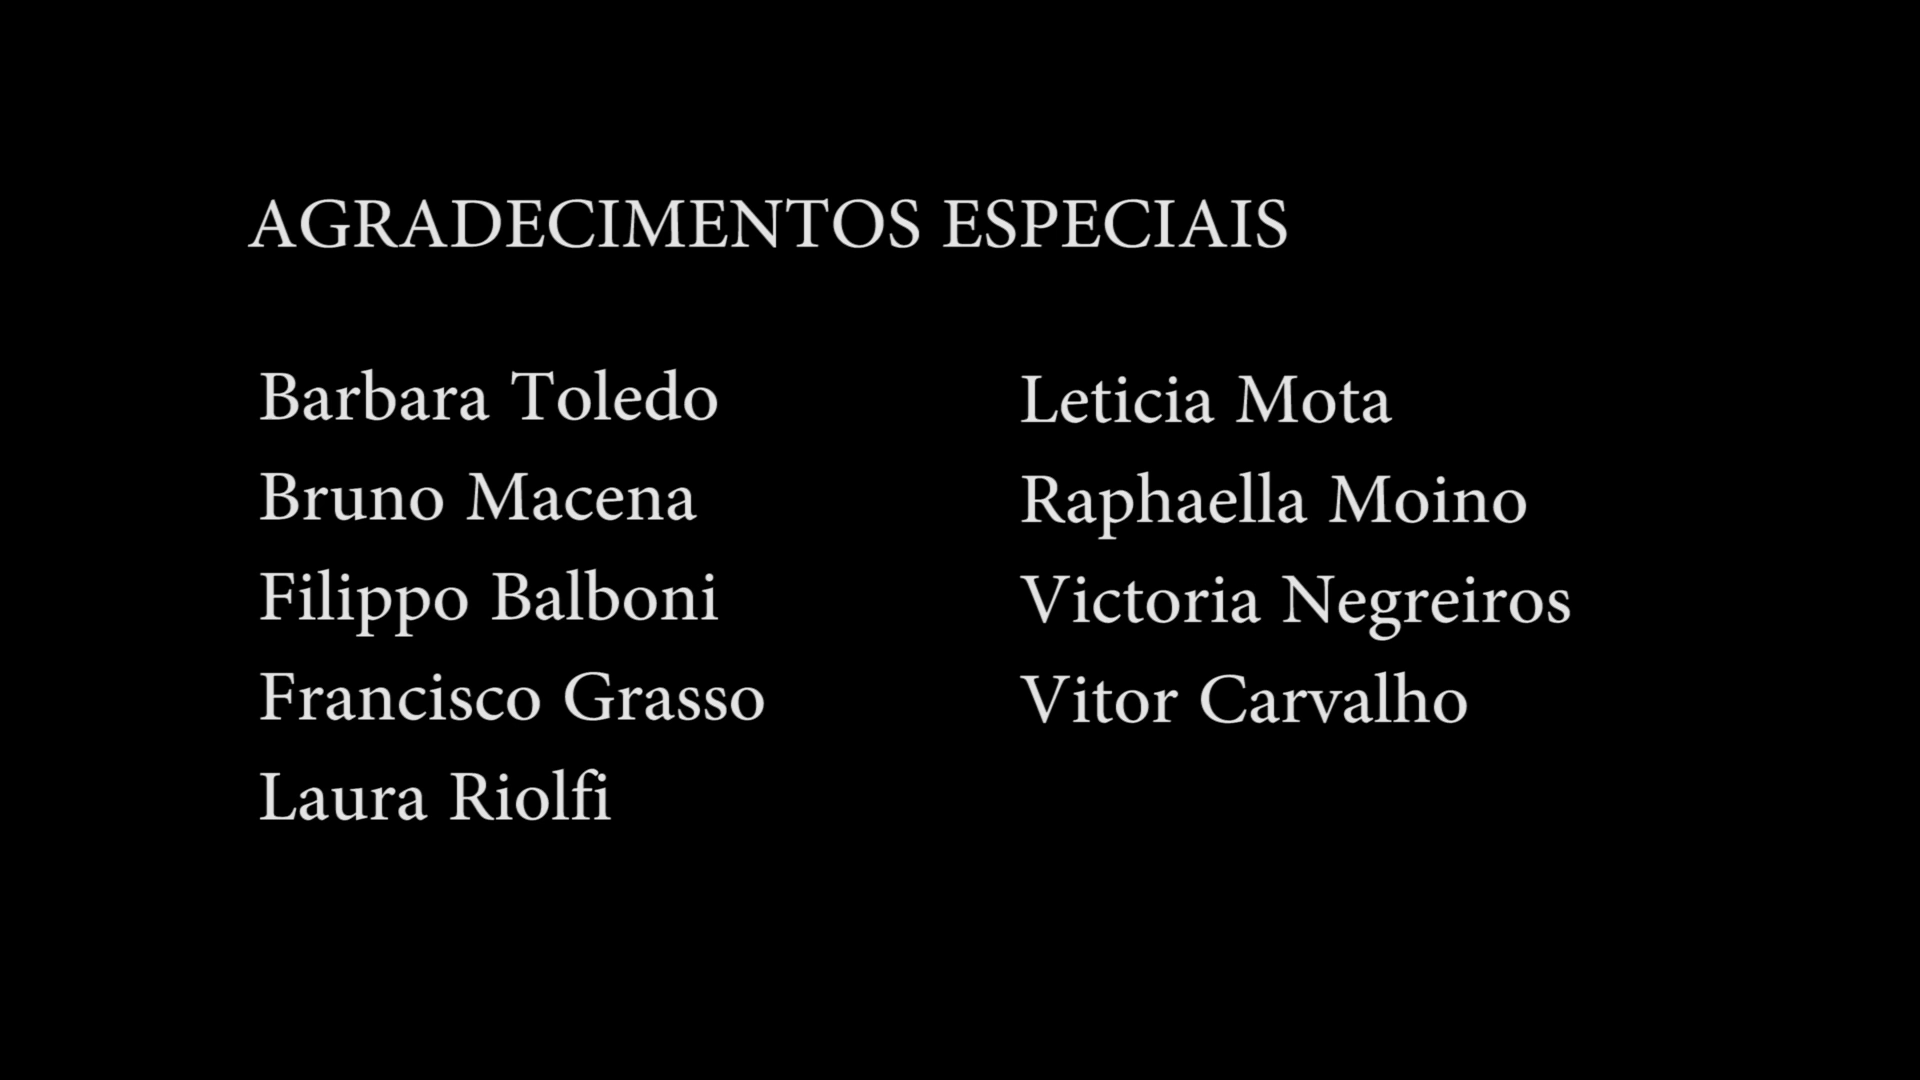 AGRADECIMENTOS ESPECIAIS
Barbara Toledo
Bruno Macena
Filippo Balboni
Francisco Grasso
Laura Riolfi
Leticia Mota
Raphaella Moino
Victoria Negreiros
Vitor Carvalho